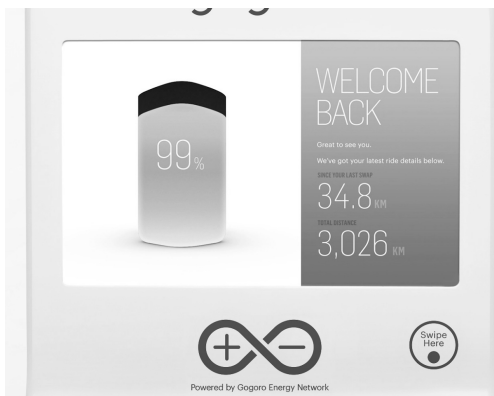 99%
WELCOME
BACK
Great to see you.
We've got your latest ride details below.
SINCE YOUR LAST SWAP
34.8 KM
TOTAL DISTANCE
3,026 KM
Swipe
Here
Powered by Gogoro Energy Network